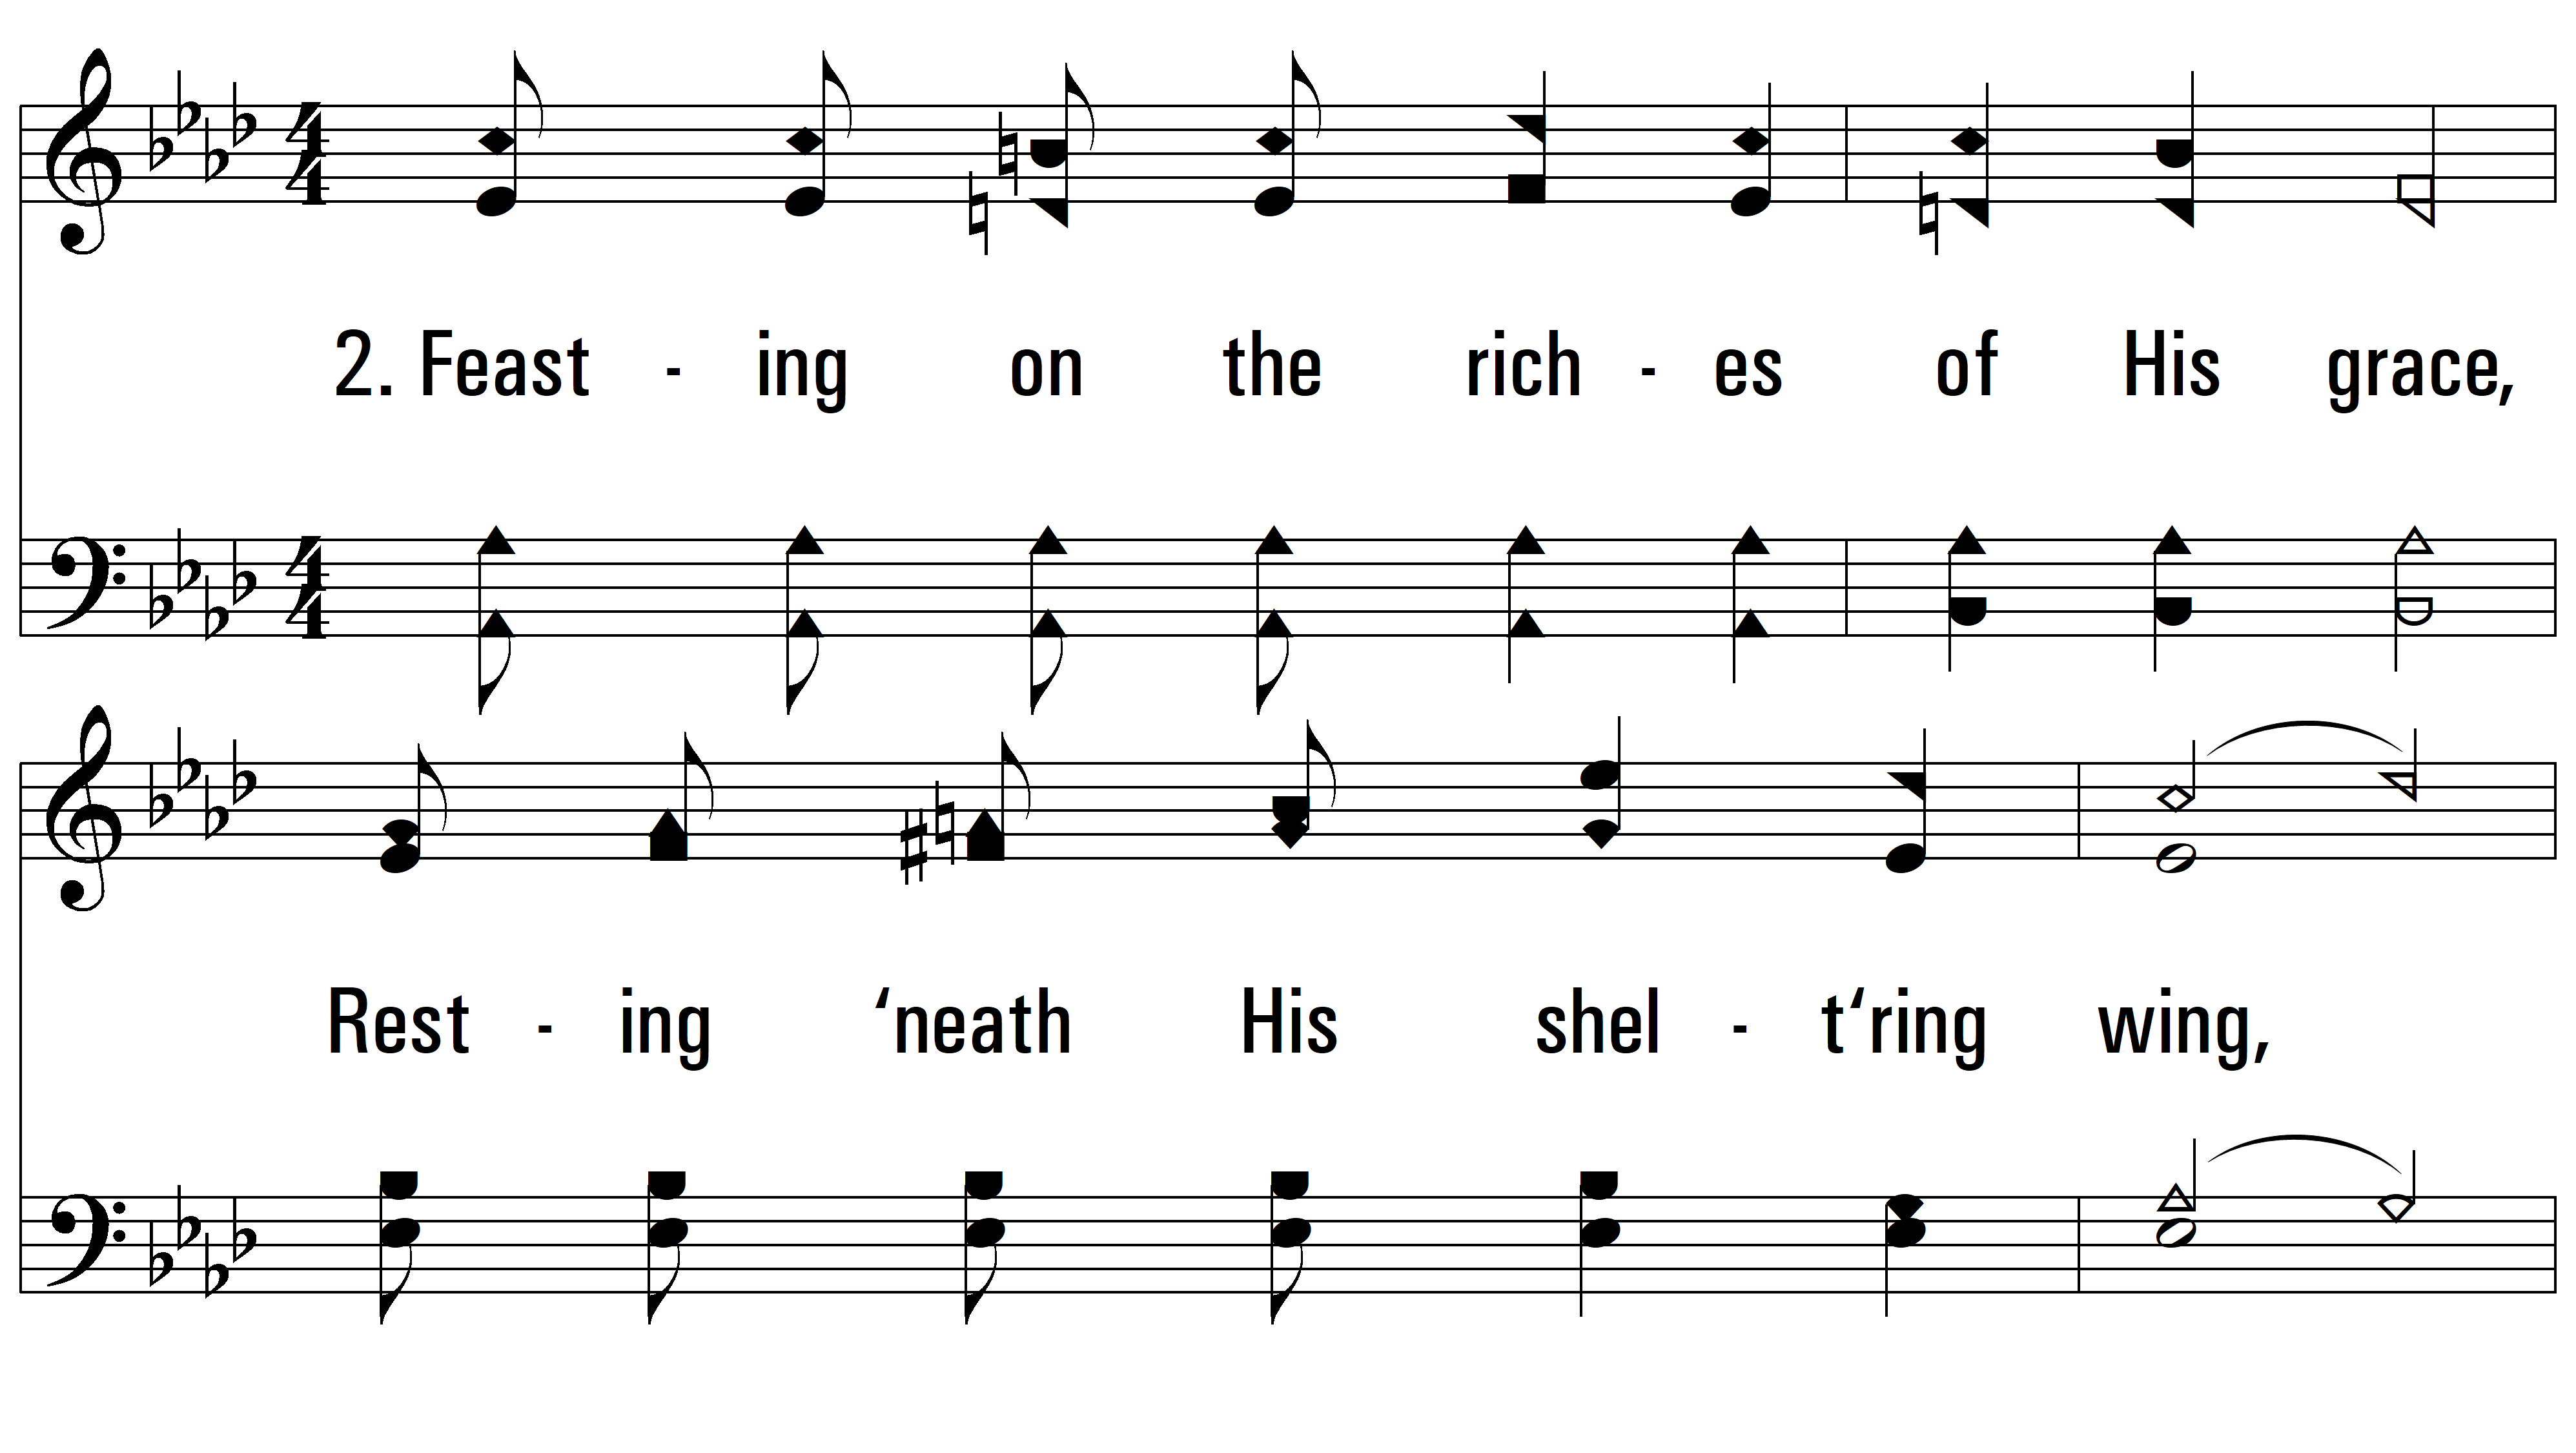 2. Feast - ing on the rich - es of His grace,
Rest - ing ‘neath His shel - t‘ring wing,